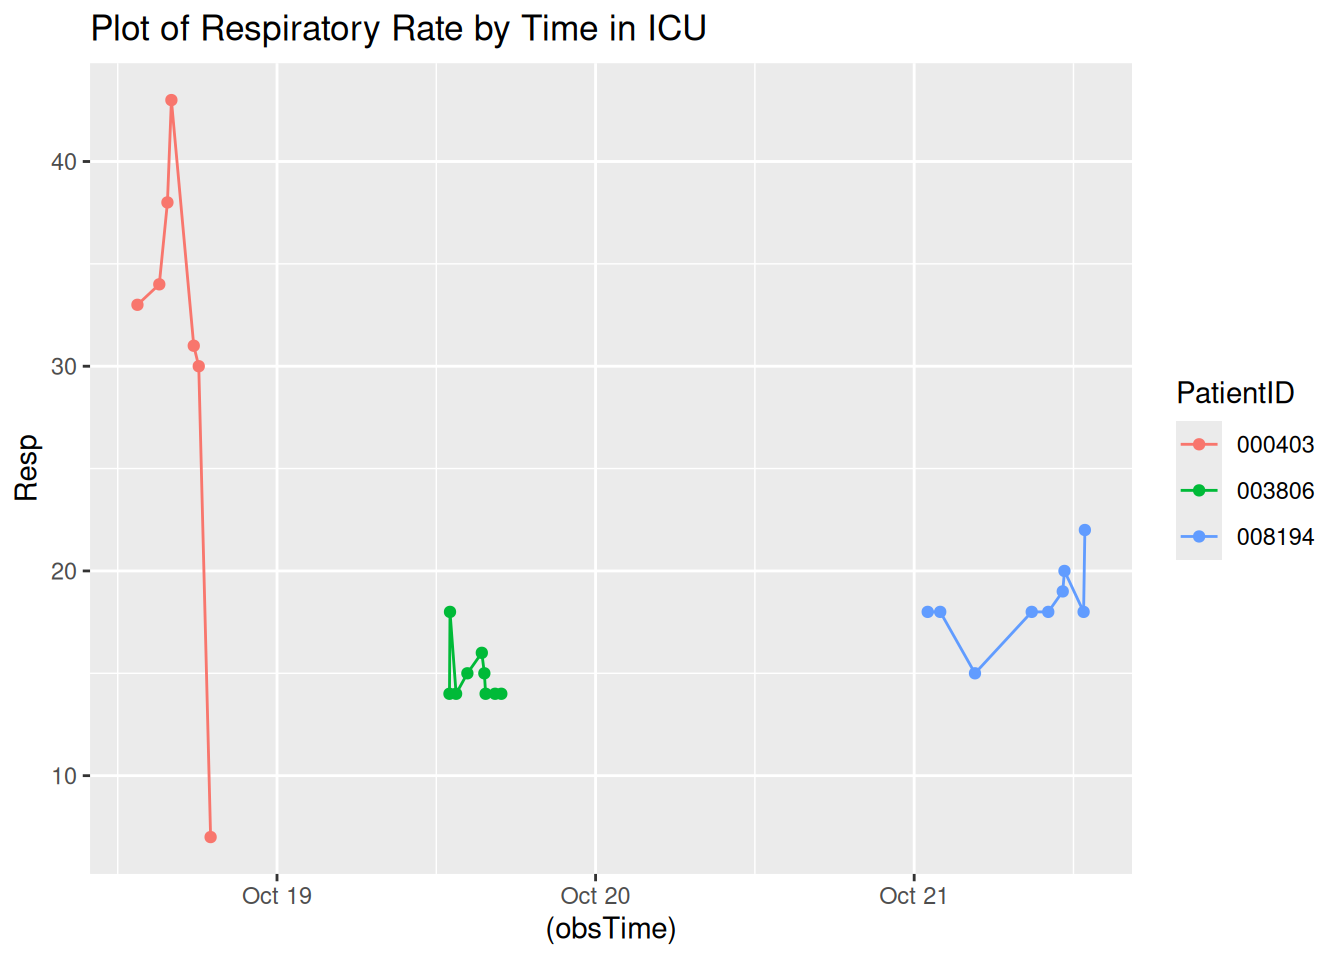 Plot of Respiratory Rate by Time in ICU
Resp
40
30
20
10
Oct 19
Oct 20
Oct 21
(obsTime)
PatientID
000403
003806
008194